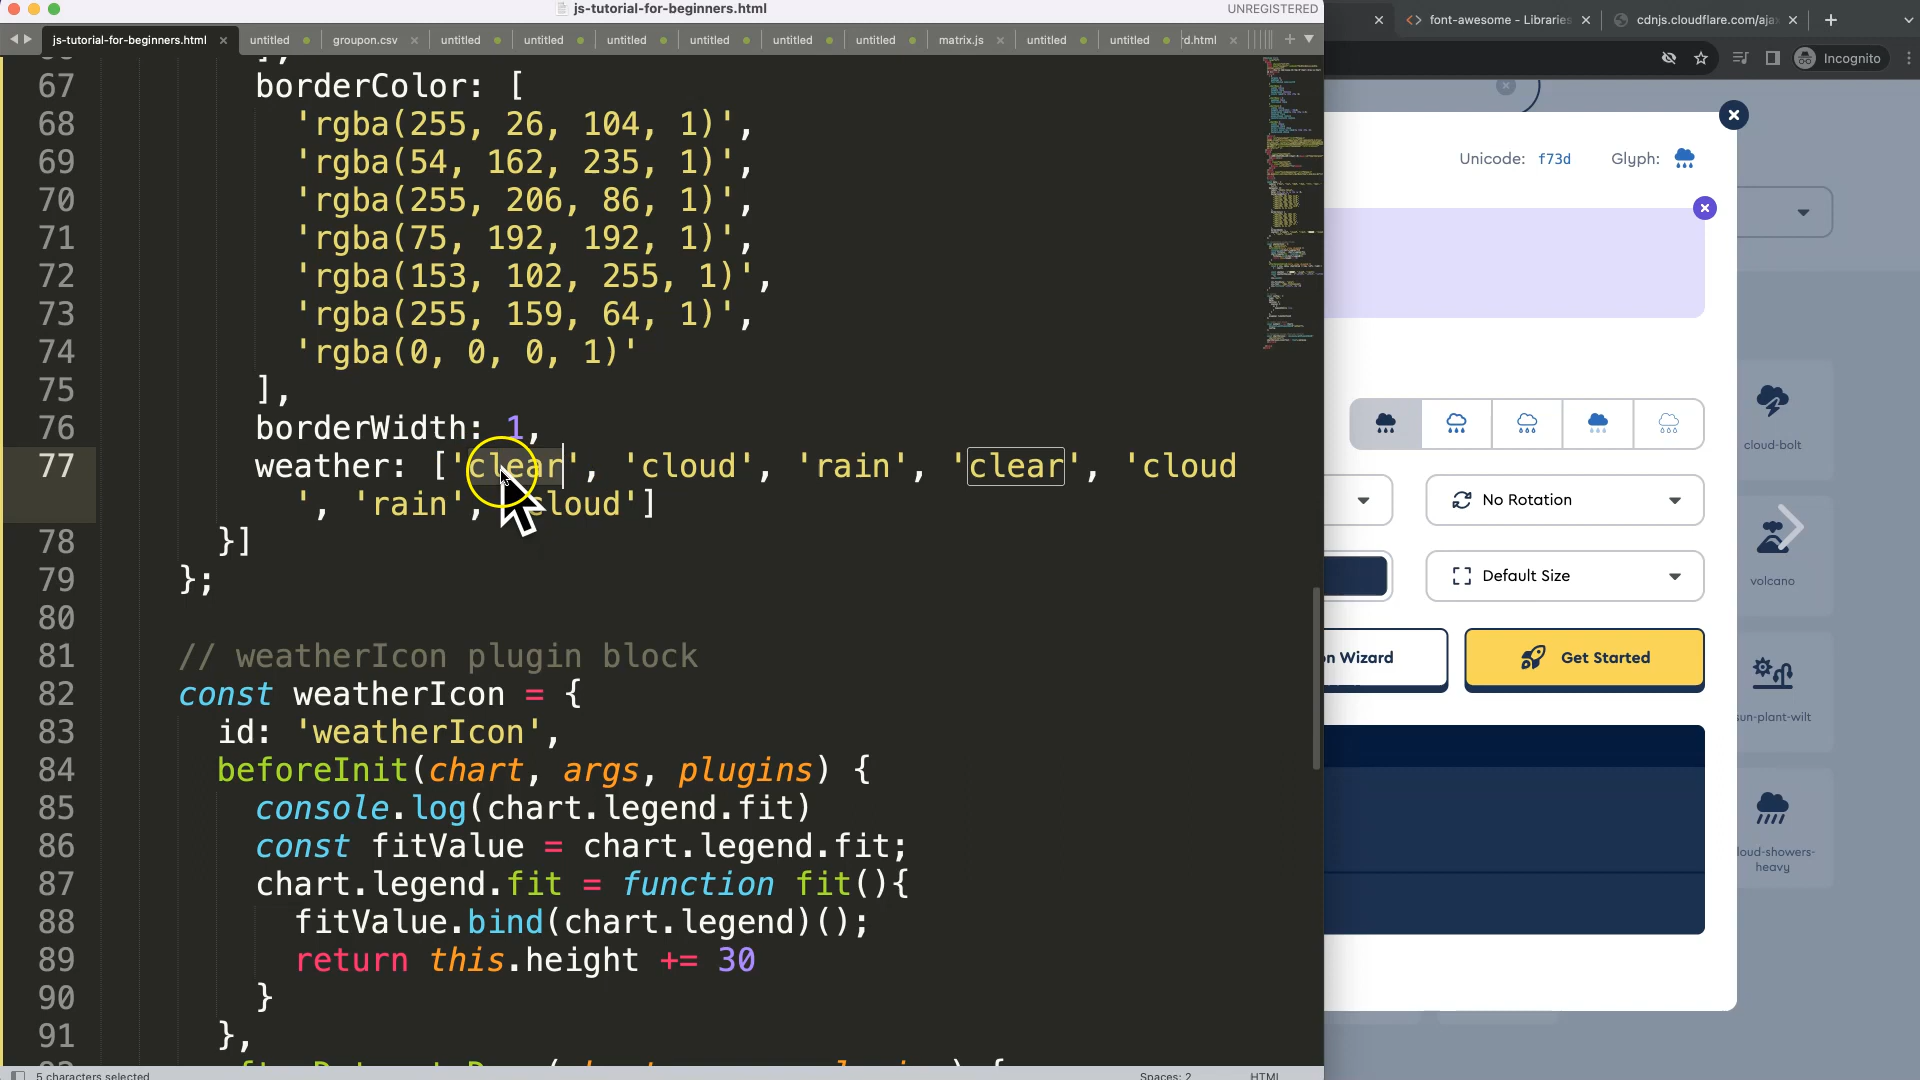 js-tutorial-for-beginners.html
UNREGISTERED
js-tutorial-for-beginners.html
untitled
groupon.csv
untitled
untitled
untitled
untitled
untitled
untitled
matrix.js
untitled
untitled
rd.html
font-awesome - Libraries
cdnjs.cloudflare.com/ajax
Incognito
67 borderColor: [
68 'rgba(255, 26, 104, 1)',
69 'rgba(54, 162, 235, 1)',
70 'rgba(255, 206, 86, 1)',
71 'rgba(75, 192, 192, 1)',
72 'rgba(153, 102, 255, 1)',
73 'rgba(255, 159, 64, 1)',
74 'rgba(0, 0, 0, 1)'
75 ],
76 borderWidth: 1,
77 weather: ['clear', 'cloud', 'rain', 'clear', 'cloud
', 'rain', 'cloud']
78 }]
79 };
80
81 // weatherIcon plugin block
82 const weatherIcon = {
83 id: 'weatherIcon',
84 beforeInit(chart, args, plugins) {
85 console.log(chart.legend.fit)
86 const fitValue = chart.legend.fit;
87 chart.legend.fit = function fit(){
88 fitValue.bind(chart.legend)();
89 return this.height += 30
90 }
91 },
5 characters selected
Spaces: 2
HTML
Unicode: f73d Glyph:
No Rotation
Default Size
on Wizard
Get Started
cloud-bolt
volcano
sun-plant-wilt
loud-showers-
heavy